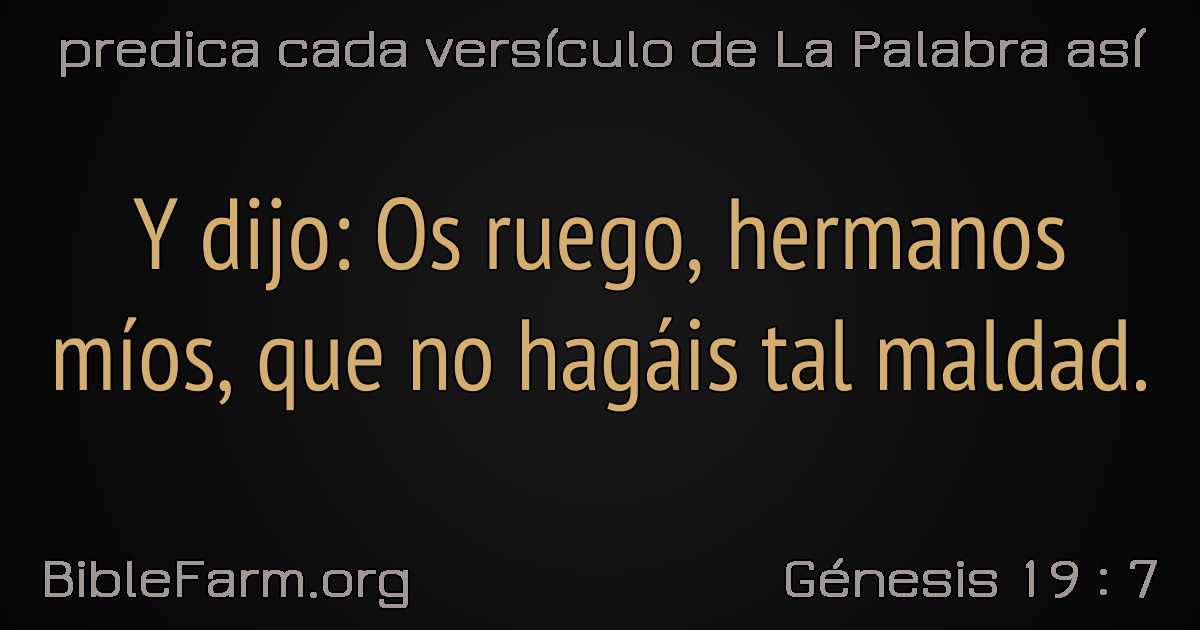 predica cada versículo de La Palabra así
Y dijo: Os ruego, hermanos
míos, que no hagáis tal maldad.
BibleFarm.org
Génesis 19 : 7